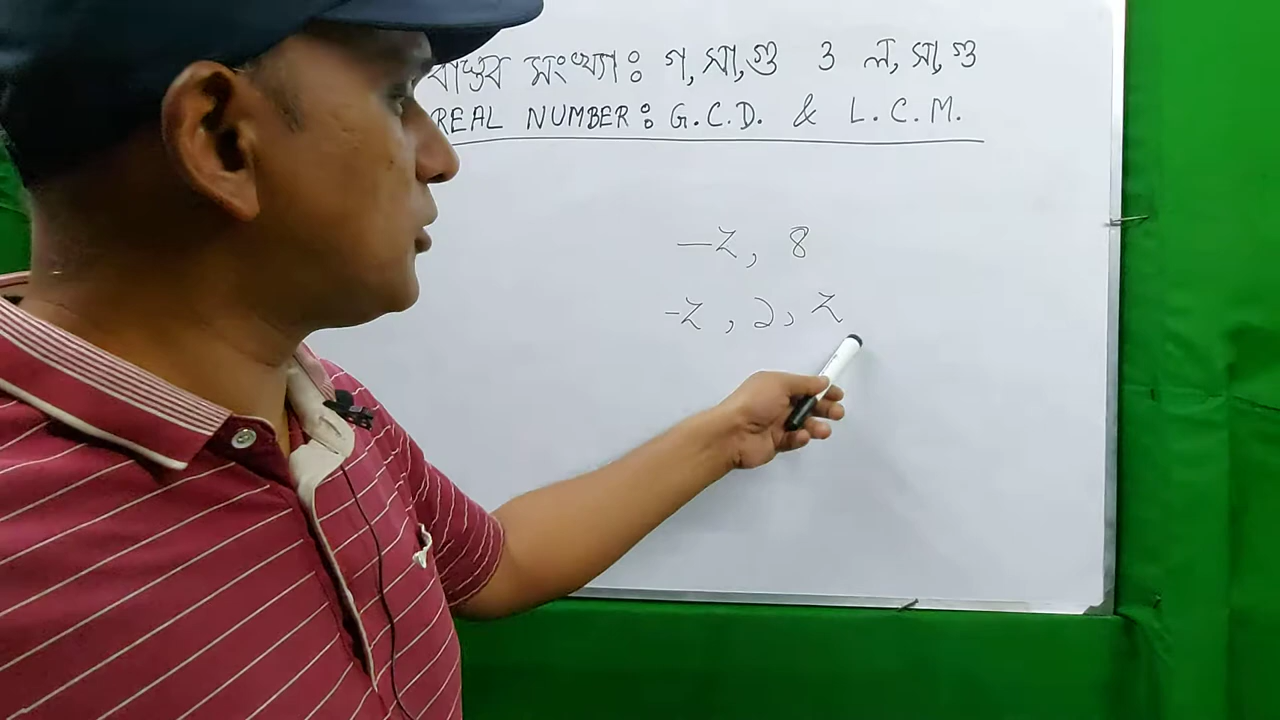 বাস্তব সংখ্যাঃ গ,সা,গু ও ল,সা,গু
REAL NUMBER : G.C.D. & L.C.M.
—২, ৪
-২, ১, ২